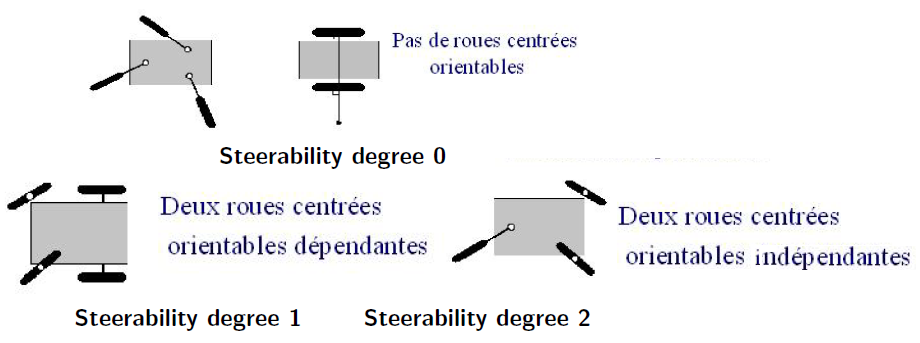 Pas de roues centrées
orientables
Steerability degree 0
Deux roues centrées
orientables dépendantes
Deux roues centrées
orientables indépendantes
Steerability degree 1
Steerability degree 2